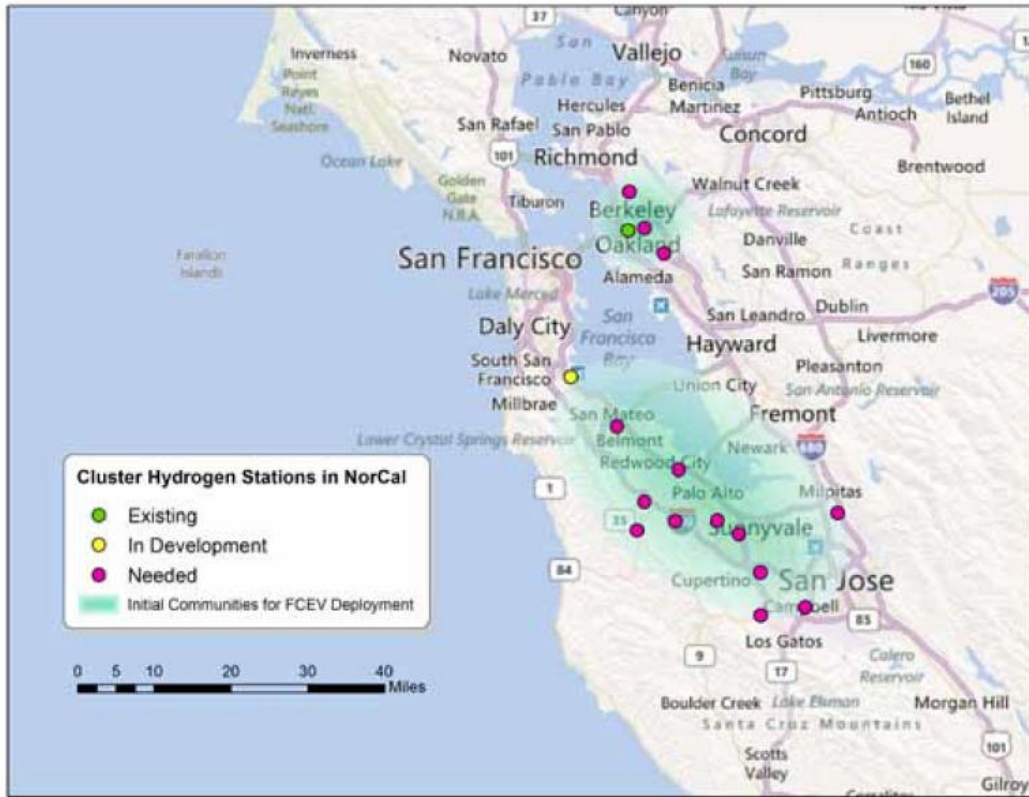 37
Canyon
Inverness
Novato
San
Pablo Bay
Vallejo
Suisun
Bay
160
Point
Reyes
Natl.
Seashore
Benicia
Martinez
Pittsburg
Antioch
Bethel
Island
Hercules
San Rafael
San Pablo
Concord
101
Richmond
Brentwood
Ocean Lake
Golden
Gate
N.R.A.
Tiburon
Walnut Creek
Berkeley
Lafayette Reservoir
Coast
Ranges
Farallon
Islands
San Francisco
Oakland
Danville
Alameda
San Ramon
205
Lake Merced
San Leandro
Dublin
Daly City
San
Francisco
Bay
Hayward
Livermore
Pleasanton
South San
Francisco
Union City
San Antonio Reservoir
Millbrae
San Mateo
Fremont
Lower Crystal Springs Reservoir
Belmont
Newark
680
Redwood City
Cluster Hydrogen Stations in NorCal
Existing
In Development
Needed
Initial Communities for FCEV Deployment
1
Palo Alto
Milpitas
35
Sunnyvale
84
Cupertino
San Jose
Campbell
85
Los Gatos
9
17
Calero
Reservoir
0 5 10 20 30 40
Miles
Boulder Creek
Lake Elsman
Morgan Hill
Santa Cruz Mountains
101
Scotts
Valley
Gilroy